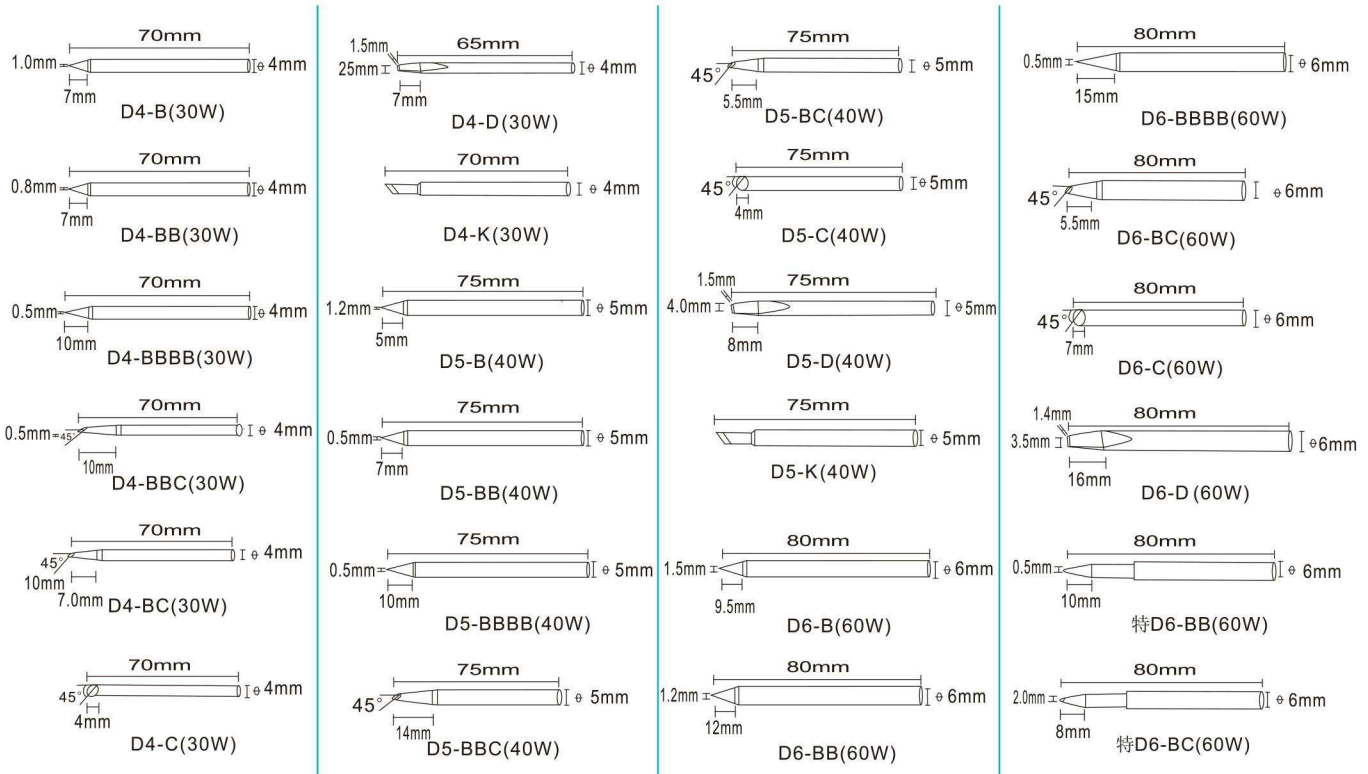 70mm
1.0mm
4mm
7mm
D4-B(30W)
70mm
0.8mm
4mm
7mm
D4-BB(30W)
70mm
0.5mm
4mm
10mm
D4-BBBB(30W)
70mm
0.5mm
45°
4mm
10mm
D4-BBC(30W)
70mm
45°
4mm
10mm
7.0mm
D4-BC(30W)
70mm
45°
4mm
4mm
D4-C(30W)
65mm
1.5mm
25mm
4mm
7mm
D4-D(30W)
70mm
4mm
D4-K(30W)
75mm
1.2mm
5mm
5mm
D5-B(40W)
75mm
0.5mm
5mm
7mm
D5-BB(40W)
75mm
0.5mm
5mm
10mm
D5-BBBB(40W)
75mm
45°
5mm
14mm
D5-BBC(40W)
75mm
45°
5mm
5.5mm
D5-BC(40W)
75mm
45°
5mm
4mm
D5-C(40W)
1.5mm
75mm
4.0mm
5mm
8mm
D5-D(40W)
75mm
5mm
D5-K(40W)
80mm
1.5mm
6mm
9.5mm
D6-B(60W)
80mm
1.2mm
6mm
12mm
D6-BB(60W)
80mm
0.5mm
6mm
15mm
D6-BBBB(60W)
80mm
45°
6mm
5.5mm
D6-BC(60W)
80mm
45°
6mm
7mm
D6-C(60W)
1.4mm
80mm
3.5mm
6mm
16mm
D6-D(60W)
80mm
0.5mm
6mm
10mm
特D6-BB(60W)
80mm
2.0mm
6mm
8mm
特D6-BC(60W)